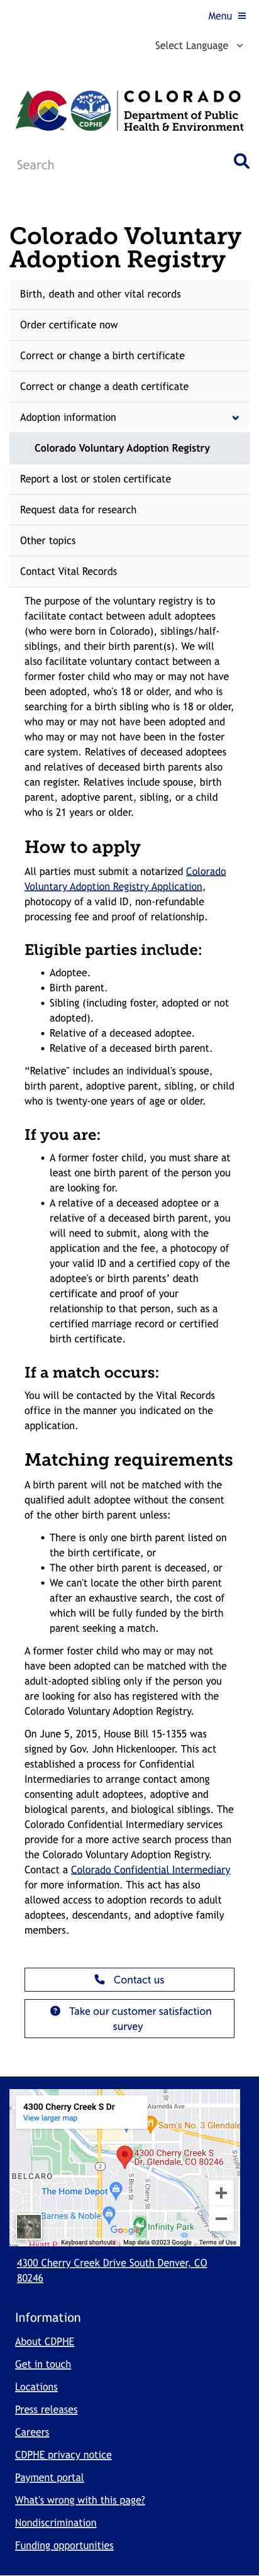 Menu
Select Language
COLORADO
Department of Public
Health & Environment
CDPHE
Search
Colorado Voluntary
Adoption Registry
Birth, death and other vital records
Order certificate now
Correct or change a birth certificate
Correct or change a death certificate
Adoption information
Colorado Voluntary Adoption Registry
Report a lost or stolen certificate
Request data for research
Other topics
Contact Vital Records
The purpose of the voluntary registry is to
facilitate contact between adult adoptees
(who were born in Colorado), siblings/half-
siblings, and their birth parent(s). We will
also facilitate voluntary contact between a
former foster child who may or may not have
been adopted, who's 18 or older, and who is
searching for a birth sibling who is 18 or older,
who may or may not have been adopted and
who may or may not have been in the foster
care system. Relatives of deceased adoptees
and relatives of deceased birth parents also
can register. Relatives include spouse, birth
parent, adoptive parent, sibling, or a child
who is 21 years or older.
How to apply
All parties must submit a notarized Colorado
Voluntary Adoption Registry Application,
photocopy of a valid ID, non-refundable
processing fee and proof of relationship.
Eligible parties include:
• Adoptee.
• Birth parent.
• Sibling (including foster, adopted or not
adopted).
• Relative of a deceased adoptee.
• Relative of a deceased birth parent.
“Relative" includes an individual's spouse,
birth parent, adoptive parent, sibling, or child
who is twenty-one years of age or older.
If you are:
• A former foster child, you must share at
least one birth parent of the person you
are looking for.
• A relative of a deceased adoptee or a
relative of a deceased birth parent, you
will need to submit, along with the
application and the fee, a photocopy of
your valid ID and a certified copy of the
adoptee's or birth parents’ death
certificate and proof of your
relationship to that person, such as a
certified marriage record or certified
birth certificate.
If a match occurs:
You will be contacted by the Vital Records
office in the manner you indicated on the
application.
Matching requirements
A birth parent will not be matched with the
qualified adult adoptee without the consent
of the other birth parent unless:
• There is only one birth parent listed on
the birth certificate, or
• The other birth parent is deceased, or
• We can't locate the other birth parent
after an exhaustive search, the cost of
which will be fully funded by the birth
parent seeking a match.
A former foster child who may or may not
have been adopted can be matched with the
adult-adopted sibling only if the person you
are looking for also has registered with the
Colorado Voluntary Adoption Registry.
On June 5, 2015, House Bill 15-1355 was
signed by Gov. John Hickenlooper. This act
established a process for Confidential
Intermediaries to arrange contact among
consenting adult adoptees, adoptive and
biological parents, and biological siblings. The
Colorado Confidential Intermediary services
provide for a more active search process than
the Colorado Voluntary Adoption Registry.
Contact a Colorado Confidential Intermediary
for more information. This act has also
allowed access to adoption records to adult
adoptees, descendants, and adoptive family
members.
Contact us
Take our customer satisfaction
survey
4300 Cherry Creek S Dr
View larger map
Alameda Ave
Sam's No. 3 Glendale
4300 Cherry Creek S
Dr, Glendale, CO 80246
BELCARO
2
S Birch St
S Cherry St
The Home Depot
Barnes & Noble
Infinity Park
Google
Keyboard shortcuts
Map data ©2023 Google
Terms of Use
4300 Cherry Creek Drive South Denver, CO
80246
Information
About CDPHE
Get in touch
Locations
Press releases
Careers
CDPHE privacy notice
Payment portal
What's wrong with this page?
Nondiscrimination
Funding opportunities